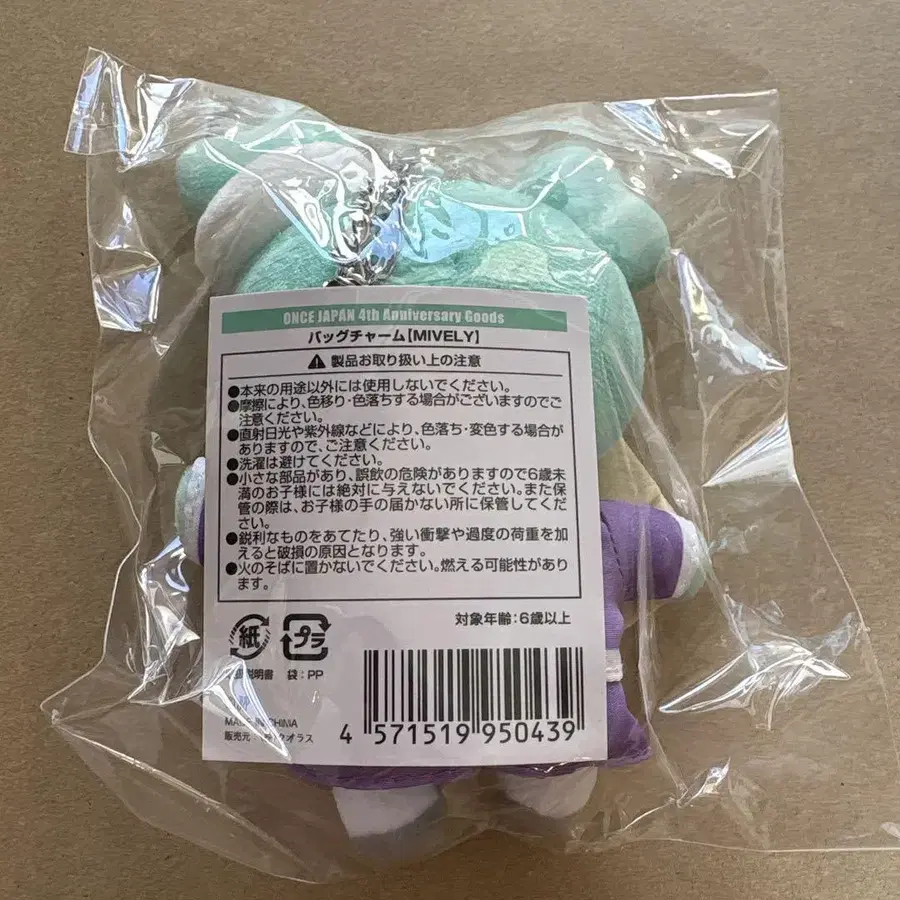 ONCE JAPAN 4th Anniversary Goods
バッグチャーム【MIVELY】
⚠ 製品お取り扱い上の注意
●本来の用途以外には使用しないでください。
●摩擦により、色移り・色落ちする場合がございますのでご
注意ください。
●直射日光や紫外線などにより、色落ち・変色する場合が
ありますので、ご注意ください。
●洗濯は避けてください。
●小さな部品があり、誤飲の危険がありますので6歳未
満のお子様には絶対に与えないでください。また保
管の際は、お子様の手の届かない所に保管してくだ
さい。
●鋭利なものをあてたり、強い衝撃や過度の荷重を加
えると破損の原因となります。
●火のそばに置かないでください。燃える可能性があり
ます。
対象年齢:6歳以上
紙 プラ
説明書 袋:PP
MADE IN CHINA
販売元:(株)クオラス
4 571519 950439